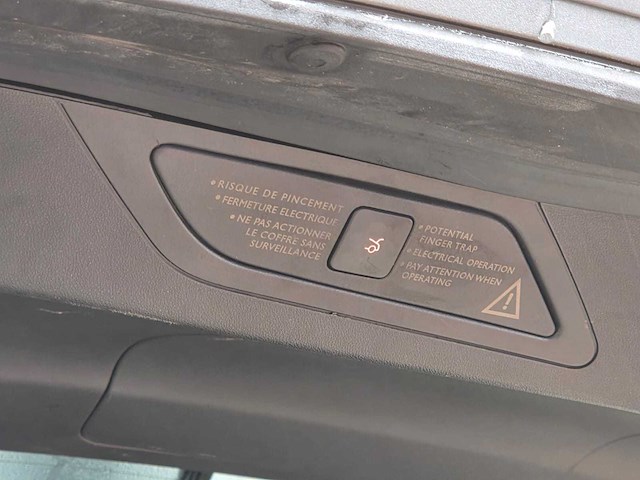 • RISQUE DE PINCEMENT
• FERMETURE ELECTRIQUE
• NE PAS ACTIONNER
LE COFFRE SANS
SURVEILLANCE
• POTENTIAL
FINGER TRAP
• ELECTRICAL OPERATION
• PAY ATTENTION WHEN
OPERATING